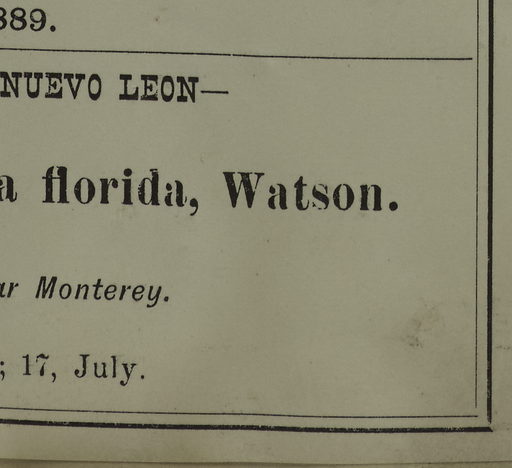 889.
NUEVO LEON—
a florida, Watson.
ar Monterey.
; 17, July.